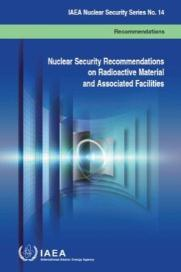 IAEA Nuclear Security Series No. 14
Recommendations
Nuclear Security Recommendations
on Radioactive Material
and Associated Facilities
IAEA
International Atomic Energy Agency